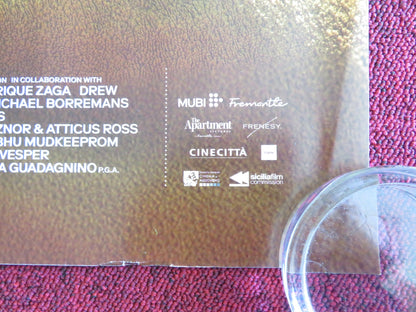 ON IN COLLABORATION WITH
RIQUE ZAGA DREW
ICHAEL BORREMANS
S
ZNOR & ATTICUS ROSS
BHU MUDKEEPROM
VESPER
A GUADAGNINO P.G.A.
MUBI Fremantle
The Apartment
PICTURES
FRENESY
CINECITTÀ
siciliafilm
commission